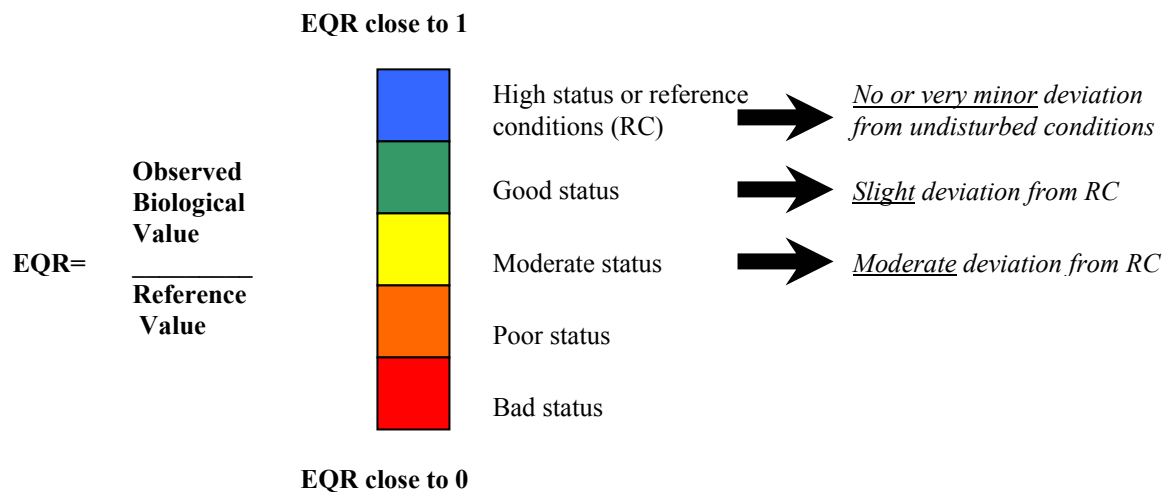 EQR close to 1
High status or reference
conditions (RC)
No or very minor deviation
from undisturbed conditions
Observed
Biological
Value
EQR=
Reference
Value
Good status
Slight deviation from RC
Moderate status
Moderate deviation from RC
Poor status
Bad status
EQR close to 0